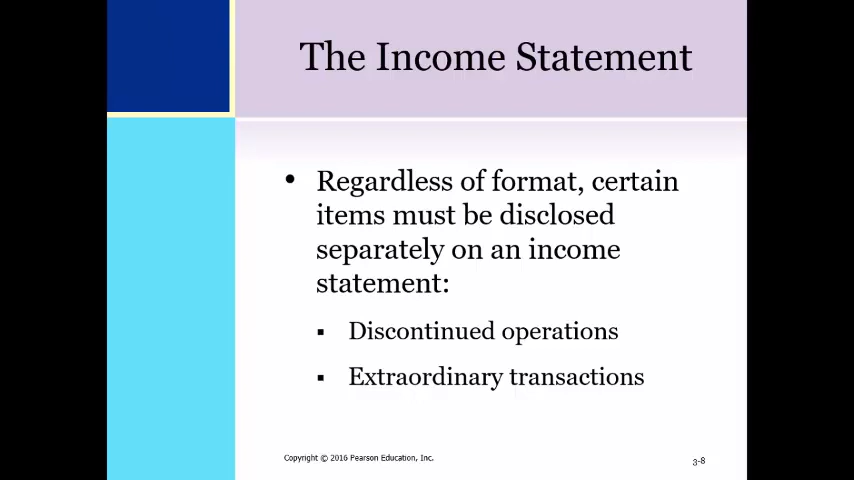 The Income Statement
• Regardless of format, certain
items must be disclosed
separately on an income
statement:
▪ Discontinued operations
▪ Extraordinary transactions
Copyright © 2016 Pearson Education, Inc.
3-8